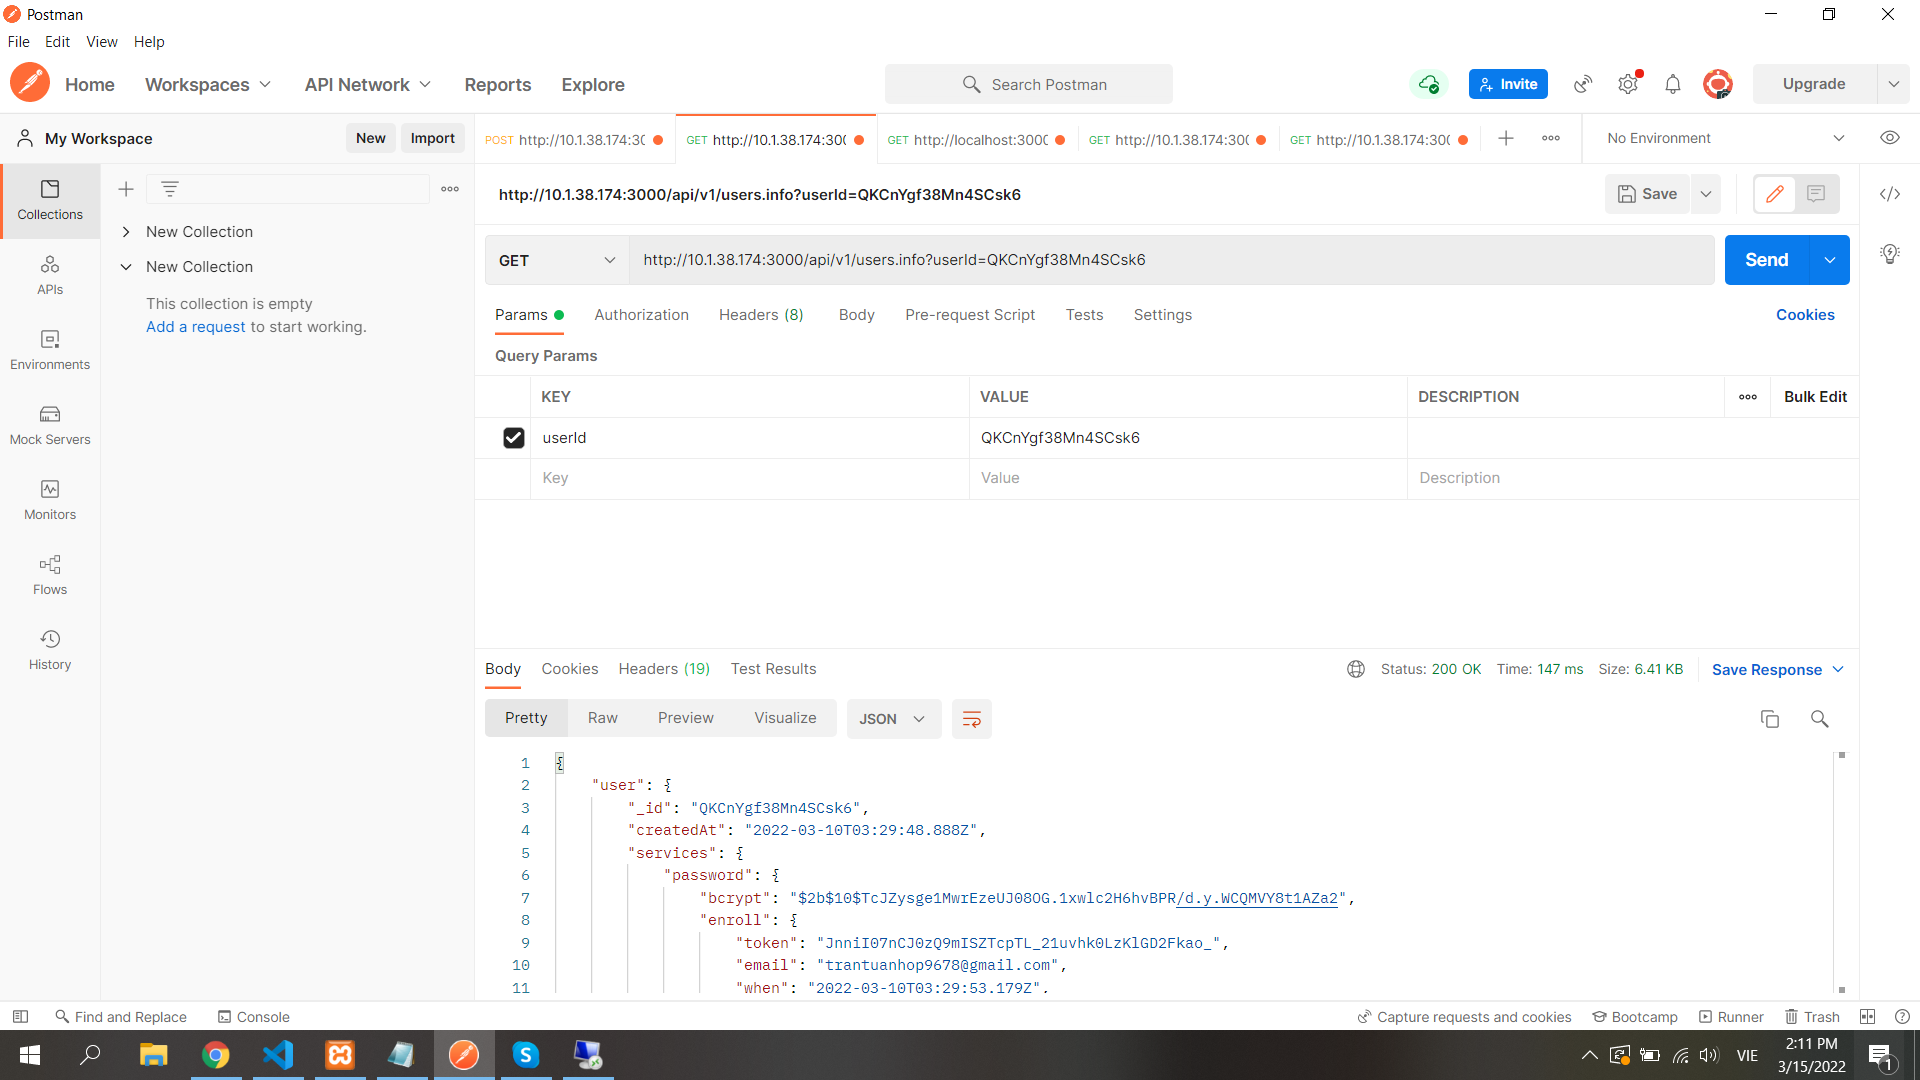 Postman
File Edit View Help
Home Workspaces API Network Reports Explore Search Postman Invite Upgrade
My Workspace New Import POST http://10.1.38.174:3( GET http://10.1.38.174:30( GET http://localhost:300( GET http://10.1.38.174:30( GET http://10.1.38.174:30( No Environment
Collections
APIs
Environments
Mock Servers
Monitors
Flows
History
New Collection
New Collection
This collection is empty
Add a request to start working.
http://10.1.38.174:3000/api/v1/users.info?userId=QKCnYgf38Mn4SCsk6 Save
GET http://10.1.38.174:3000/api/v1/users.info?userId=QKCnYgf38Mn4SCsk6 Send
Params Authorization Headers (8) Body Pre-request Script Tests Settings Cookies
Query Params
KEY VALUE DESCRIPTION Bulk Edit
userId QKCnYgf38Mn4SCsk6
Key Value Description
Body Cookies Headers (19) Test Results Status: 200 OK Time: 147 ms Size: 6.41 KB Save Response
Pretty Raw Preview Visualize JSON
1 {
2 "user": {
3 "_id": "QKCnYgf38Mn4SCsk6",
4 "createdAt": "2022-03-10T03:29:48.888Z",
5 "services": {
6 "password": {
7 "bcrypt": "$2b$10$TcJZysge1MwrEzeUJ08OG.1xwlc2H6hvBPR/d.y.WCQMVY8t1AZa2",
8 "enroll": {
9 "token": "JnniI07nCJ0zQ9mISZTcpTL_21uvhk0LzKlGD2Fkao_",
10 "email": "trantuanhop9678@gmail.com",
11 "when": "2022-03-10T03:29:53.179Z",
Find and Replace Console Capture requests and cookies Bootcamp Runner Trash
VIE 2:11 PM
3/15/2022 1